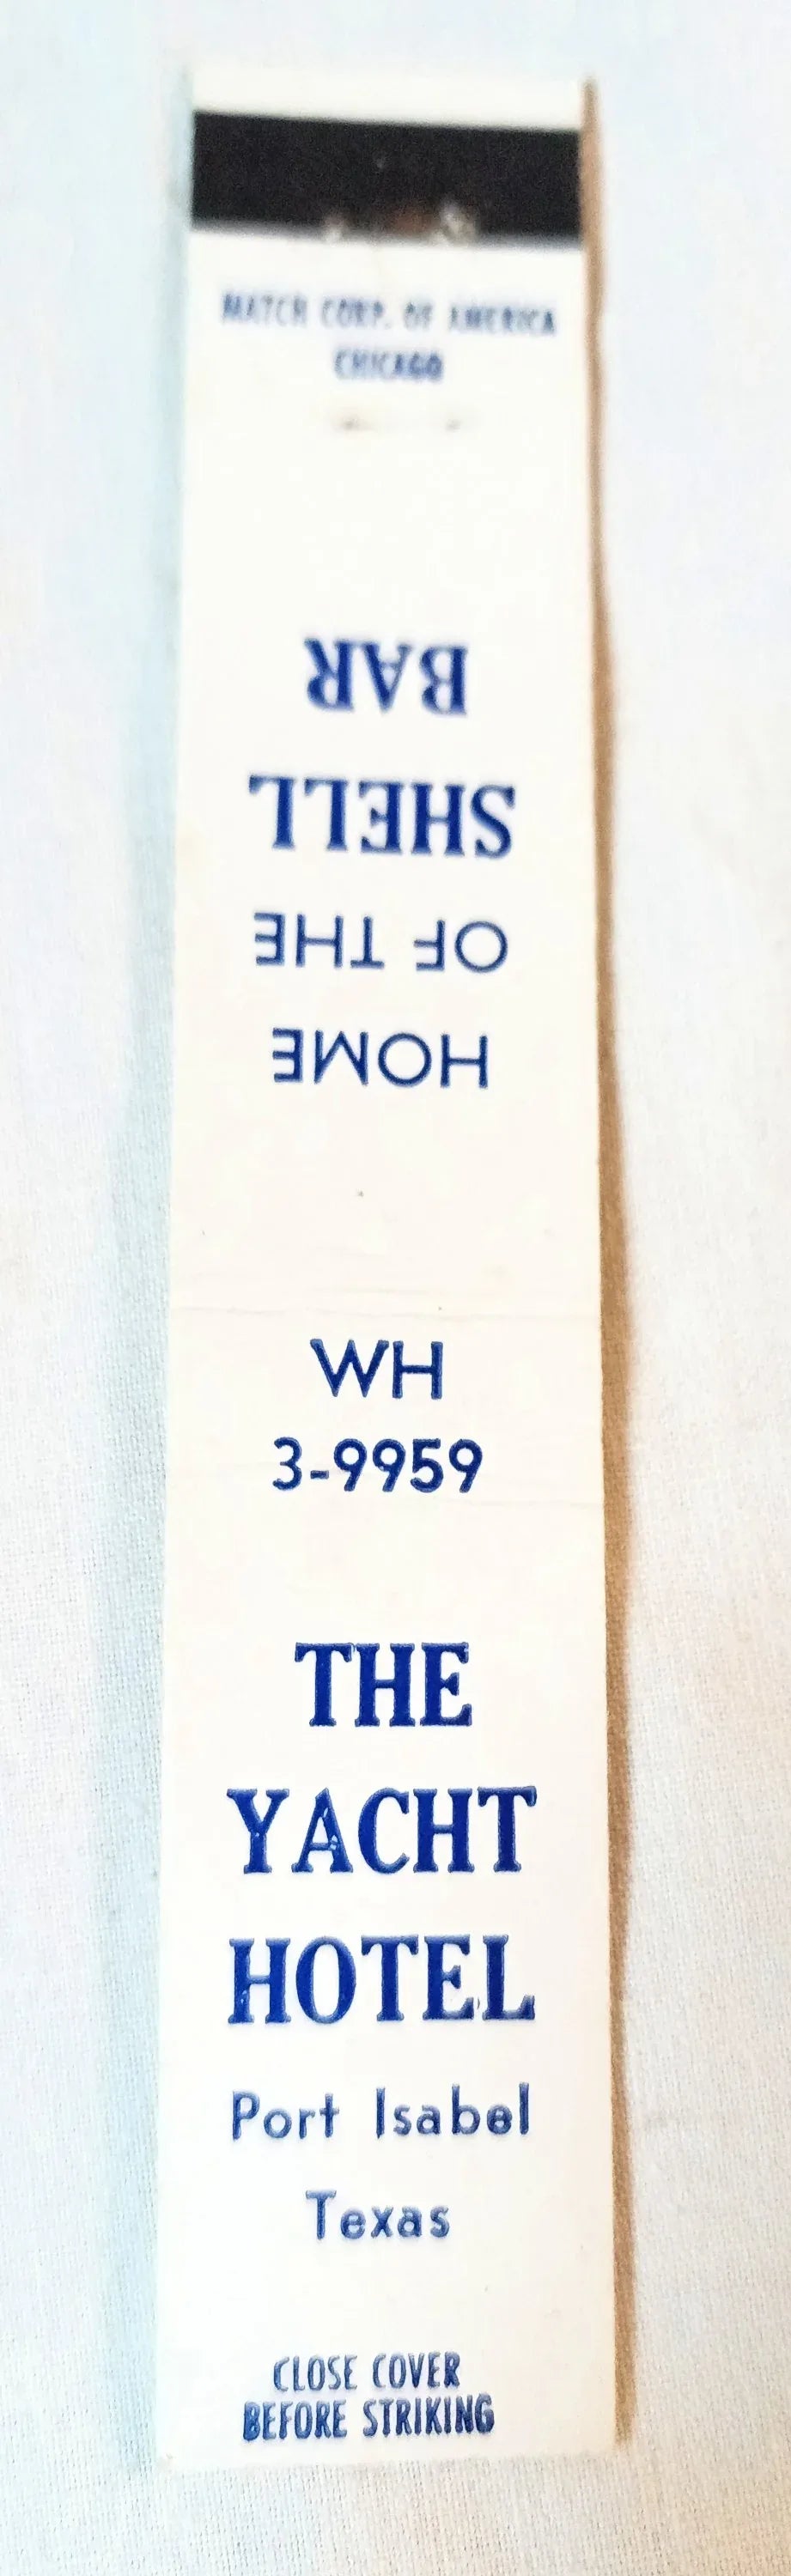 MATCH CORP. OF AMERICA
CHICAGO
HOME
OF THE
SHELL
BAR
WH
3-9959
THE
YACHT
HOTEL
Port Isabel
Texas
CLOSE COVER
BEFORE STRIKING